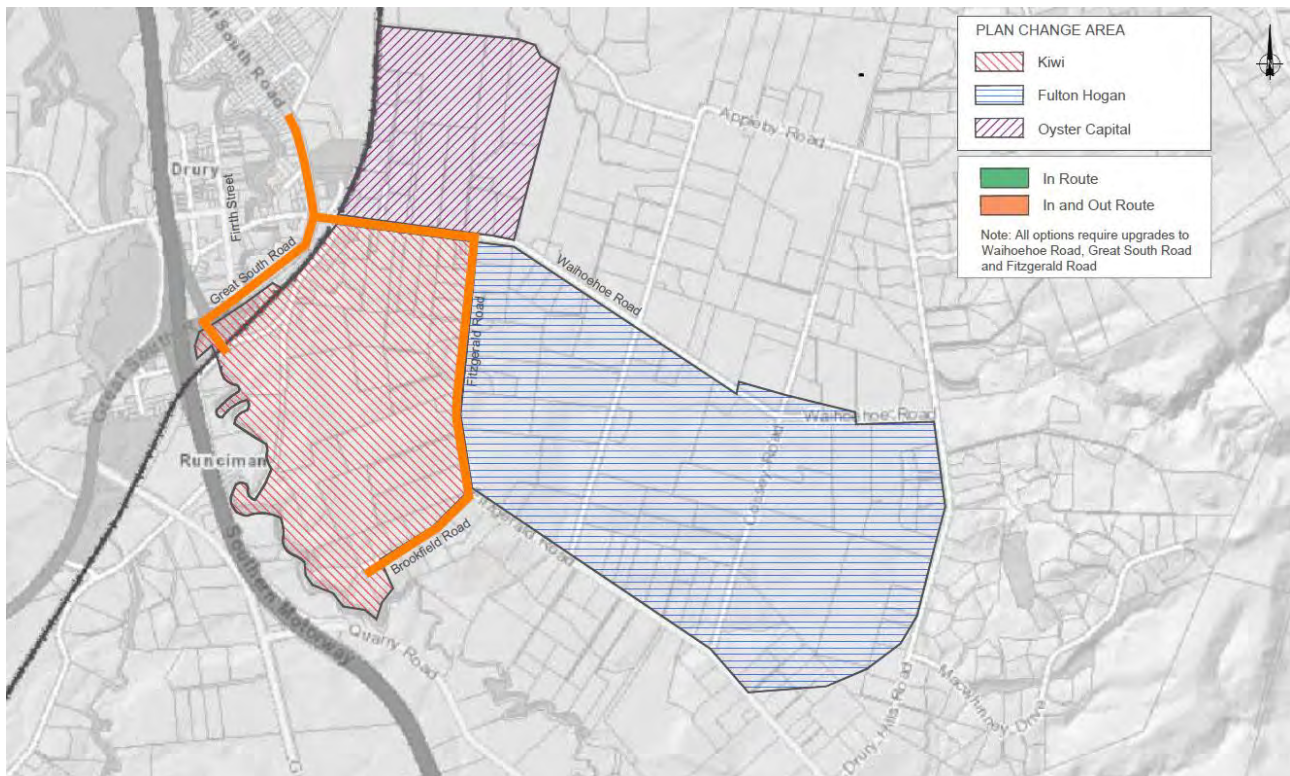 PLAN CHANGE AREA
Kiwi
Fulton Hogan
Oyster Capital
In Route
In and Out Route
Note: All options require upgrades to
Waihoehoe Road, Great South Road
and Fitzgerald Road
South Road
Drury
Firth Street
Great South Road
Appleby Road
Waihoehoe Road
Fitzgerald Road
Waihoehoe Road
Cossey Road
Runciman
Fitzgerald Road
Brookfield Road
Southern Motorway
Quarry Road
Drury Hills Road
Macwhinney Drive
G